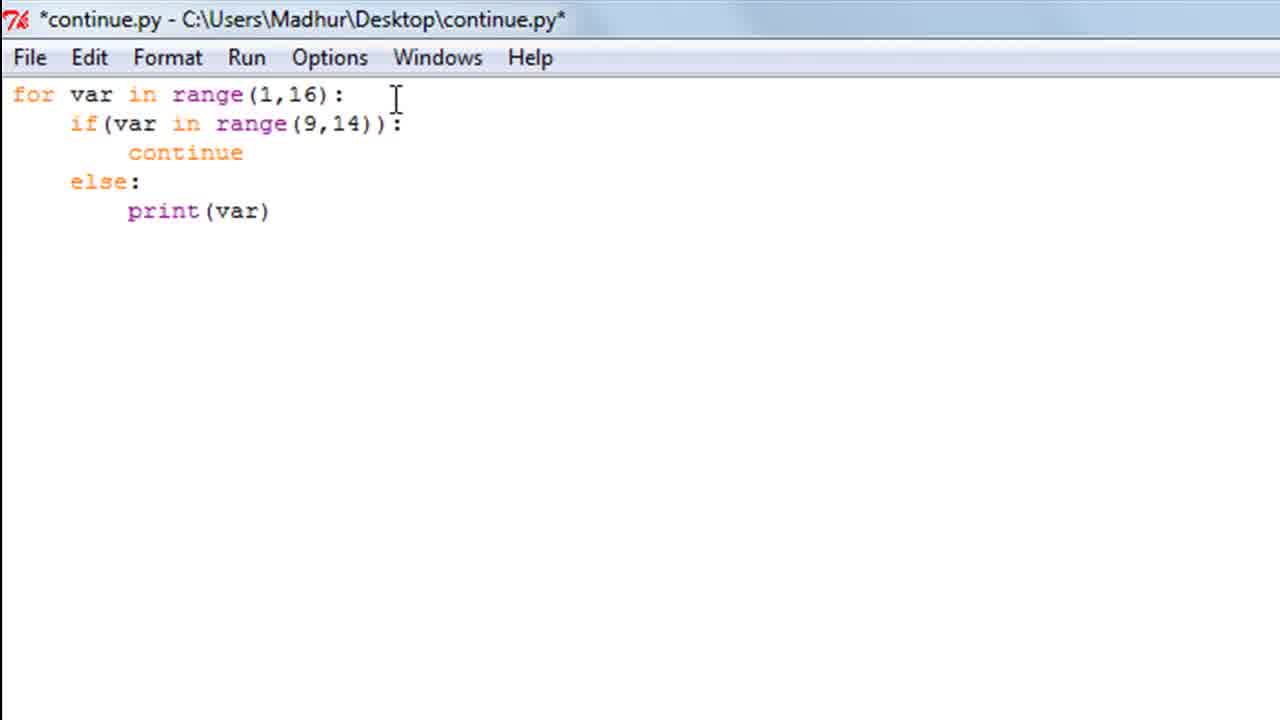 *continue.py - C:\Users\Madhur\Desktop\continue.py*
File Edit Format Run Options Windows Help
for var in range(1,16):
    if(var in range(9,14)):
        continue
    else:
        print(var)